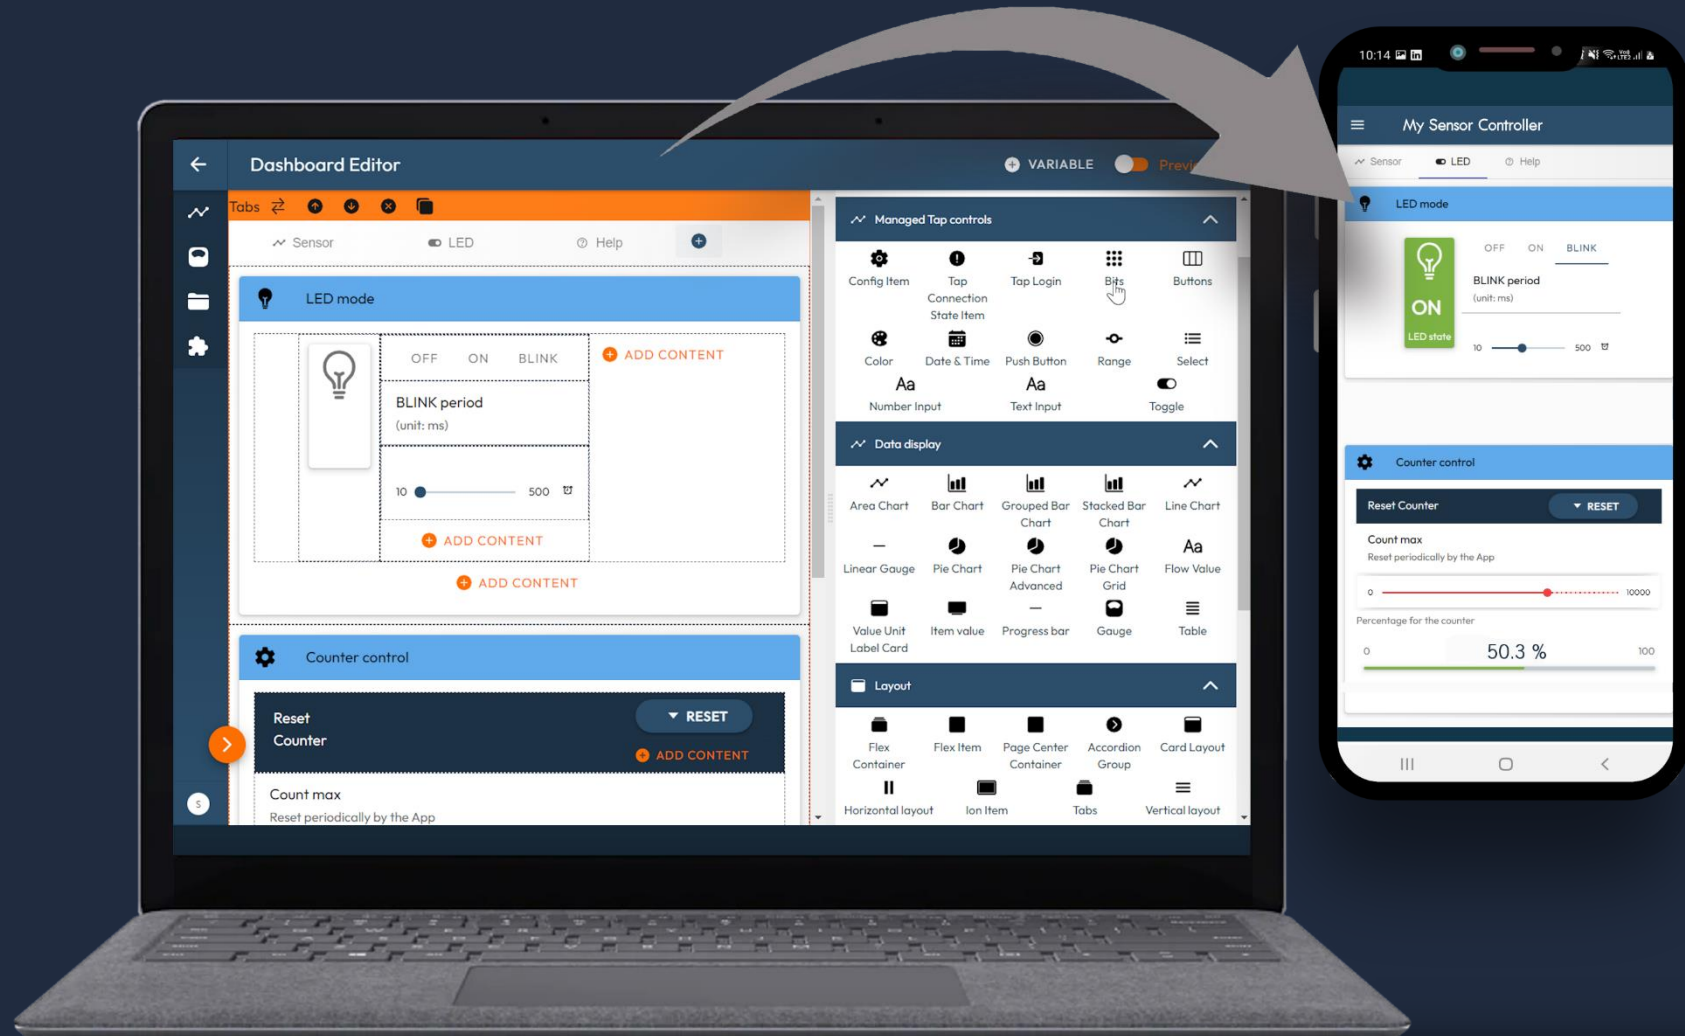 Dashboard Editor
VARIABLE
Tabs
Sensor
LED
Help
LED mode
OFF ON BLINK
ADD CONTENT
BLINK period
(unit: ms)
10 500
ADD CONTENT
ADD CONTENT
Counter control
Reset
Counter
RESET
ADD CONTENT
Count max
Reset periodically by the App
S
Managed Tap controls
Config Item
Tap
Connection
State Item
Tap Login
Bits
Buttons
Color
Date & Time
Push Button
Range
Select
Aa
Number Input
Aa
Text Input
Toggle
Data display
Area Chart
Bar Chart
Grouped Bar
Chart
Stacked Bar
Chart
Line Chart
Linear Gauge
Pie Chart
Pie Chart
Advanced
Pie Chart
Grid
Aa
Flow Value
Value Unit
Label Card
Item value
Progress bar
Gauge
Table
Layout
Flex
Container
Flex Item
Page Center
Container
Accordion
Group
Card Layout
Horizontal layout
Ion Item
Tabs
Vertical layout
10:14
in
My Sensor Controller
Sensor
LED
Help
LED mode
OFF ON BLINK
BLINK period
(unit: ms)
ON
LED state
10 500
Counter control
Reset Counter
RESET
Count max
Reset periodically by the App
0 10000
Percentage for the counter
0 50.3 % 100